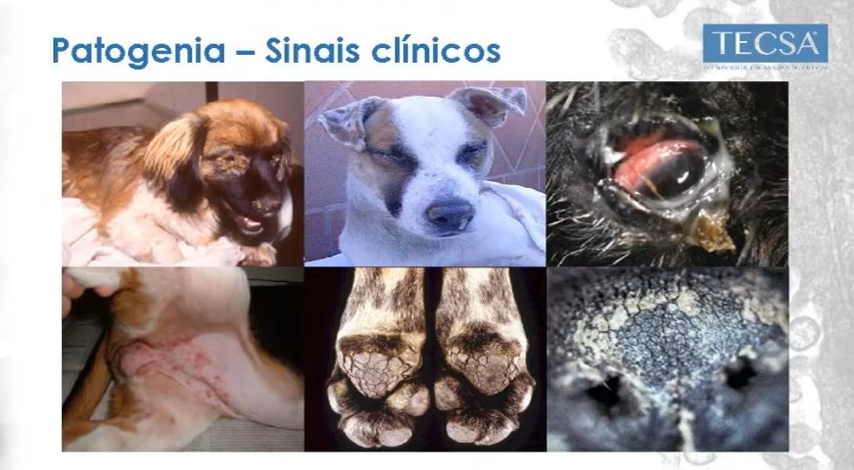 Patogenia – Sinais clínicos
TECSA